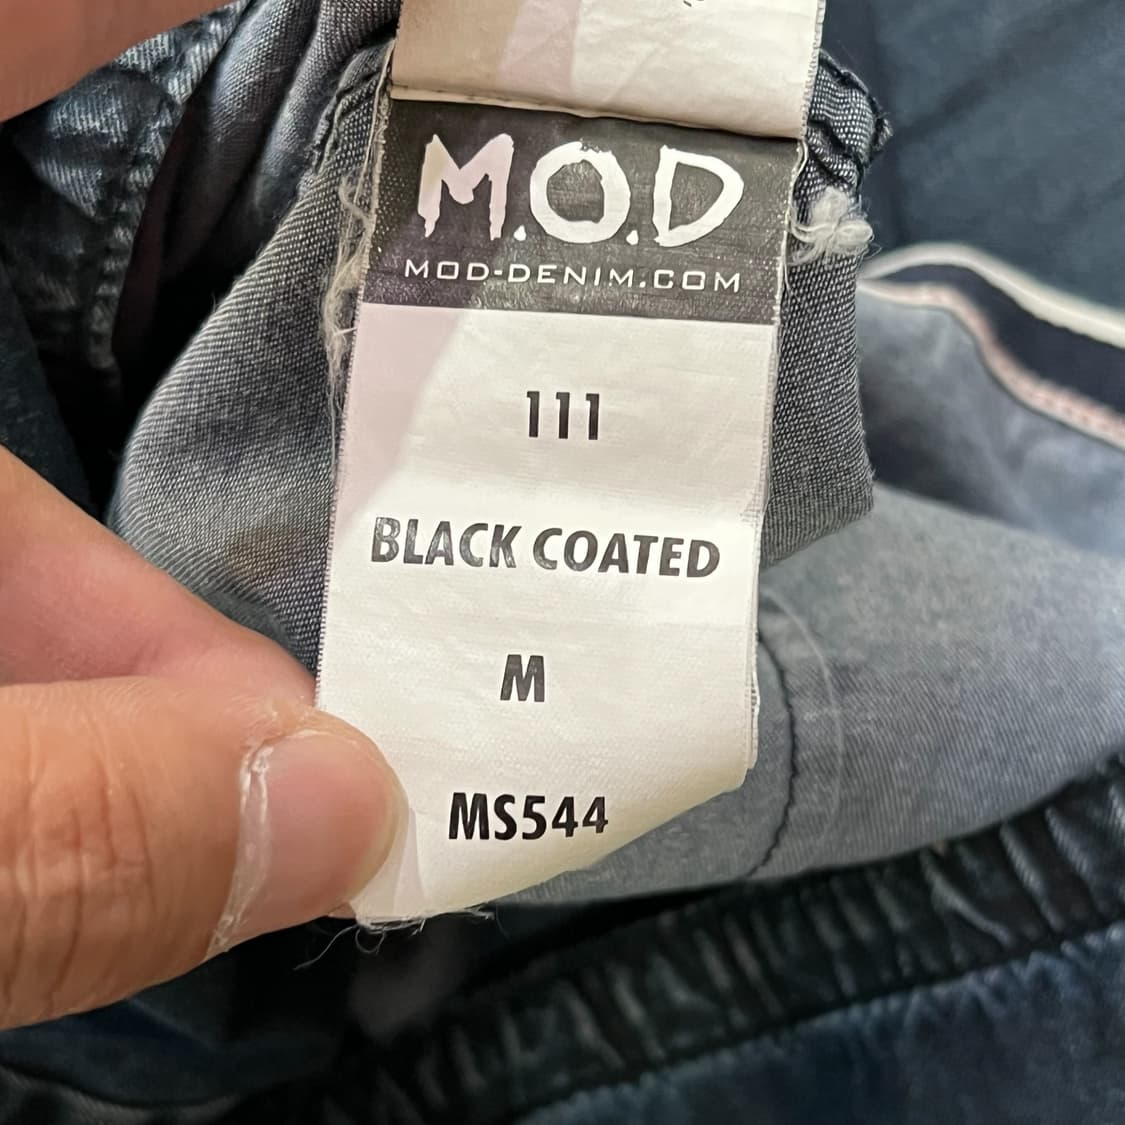 M.O.D
MOD-DENIM.COM
111
BLACK COATED
M
MS544